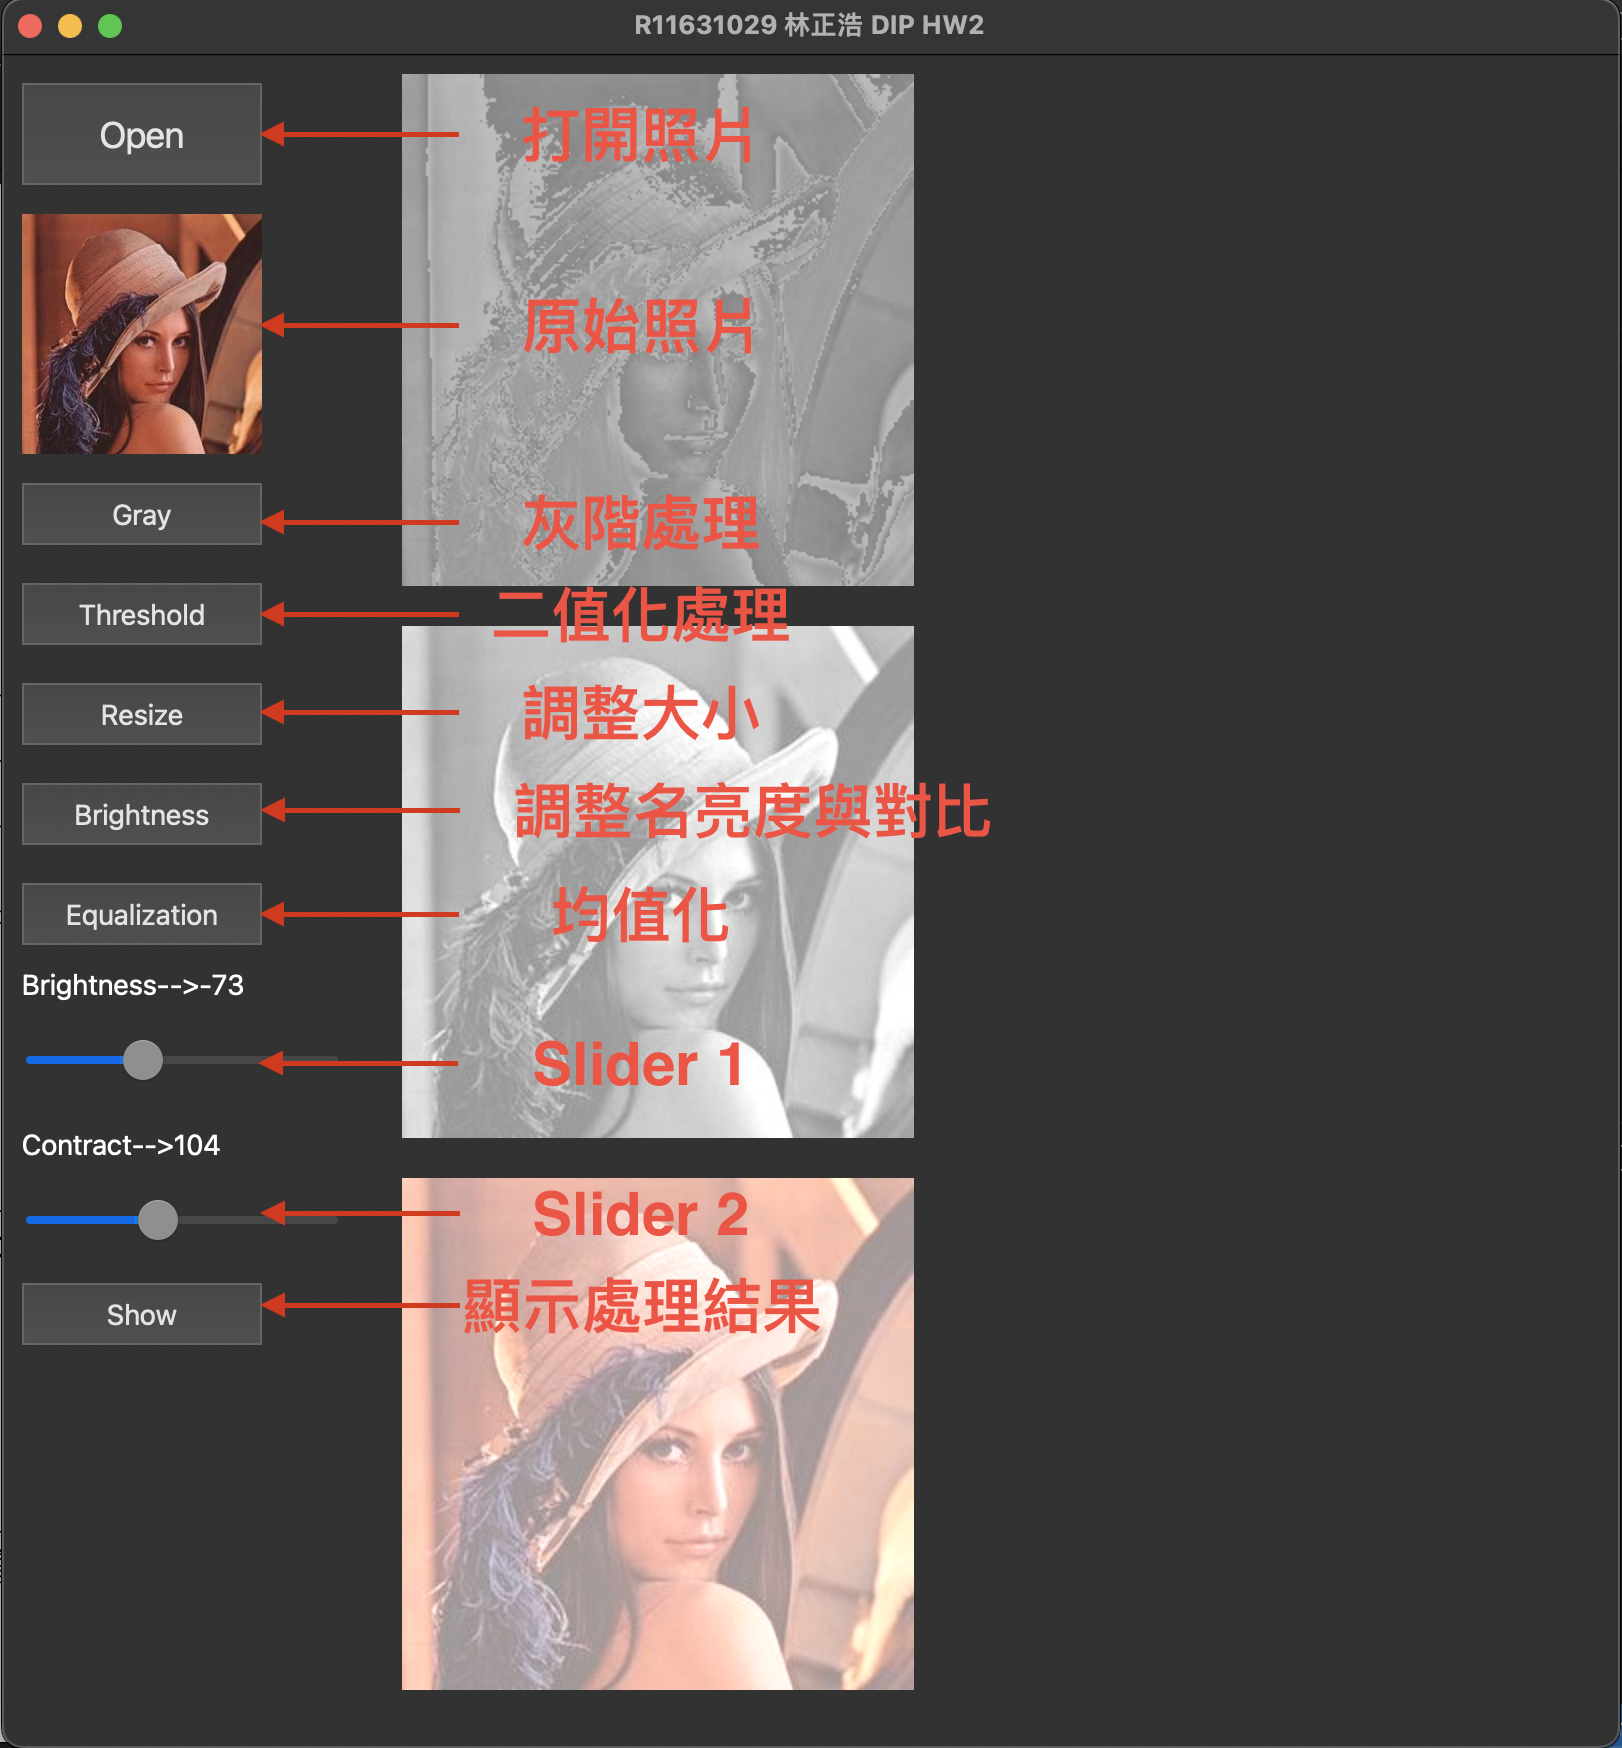 R11631029 林正浩 DIP HW2
Open 打開照片
原始照片
Gray 灰階處理
Threshold 二值化處理
Resize 調整大小
Brightness 調整名亮度與對比
Equalization 均值化
Brightness-->-73
Slider 1
Contract-->104
Slider 2
Show 顯示處理結果